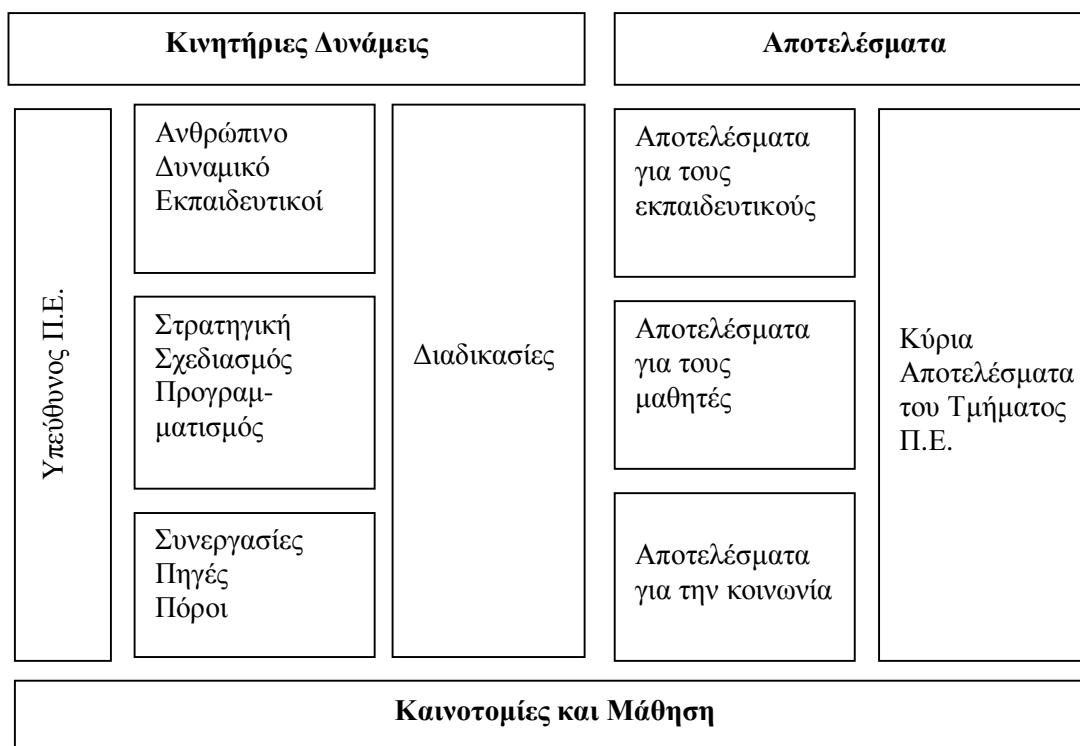 Κινητήριες Δυνάμεις
Αποτελέσματα
Υπεύθυνος Π.Ε.
Ανθρώπινο
Δυναμικό
Εκπαιδευτικοί
Στρατηγική
Σχεδιασμός
Προγραμ-
ματισμός
Συνεργασίες
Πηγές
Πόροι
Διαδικασίες
Αποτελέσματα
για τους
εκπαιδευτικούς
Αποτελέσματα
για τους
μαθητές
Αποτελέσματα
για την κοινωνία
Κύρια
Αποτελέσματα
του Τμήματος
Π.Ε.
Καινοτομίες και Μάθηση